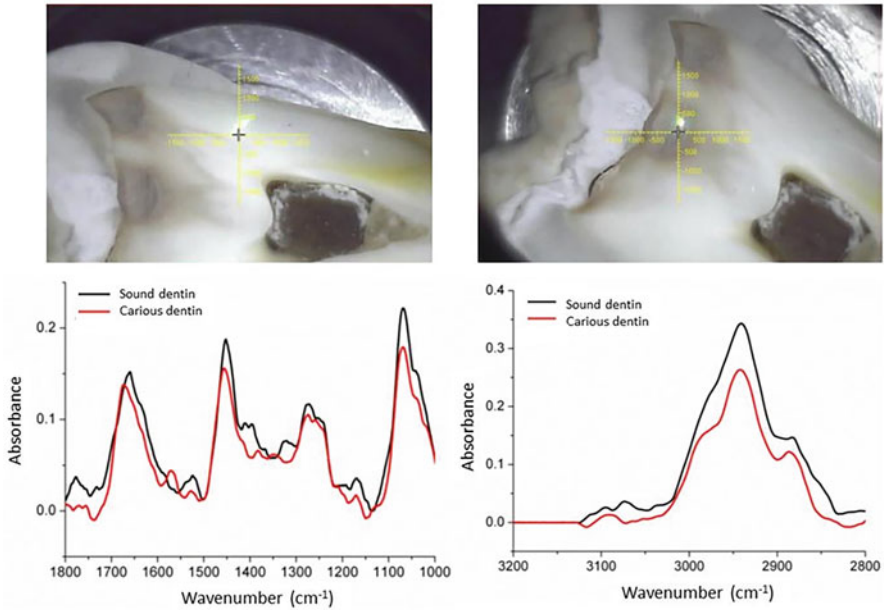 Sound dentin
Carious dentin
0.2
0.1
0.0
Absorbance
1800 1700 1600 1500 1400 1300 1200 1100 1000
Wavenumber (cm⁻¹)
Sound dentin
Carious dentin
0.4
0.3
0.2
0.1
0.0
Absorbance
3200 3100 3000 2900 2800
Wavenumber (cm⁻¹)